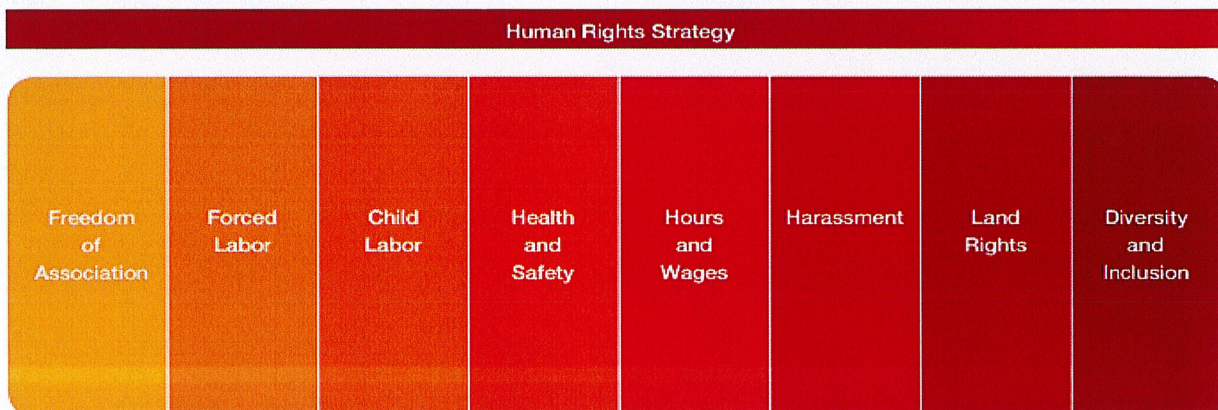 Human Rights Strategy
Freedom
of
Association
Forced
Labor
Child
Labor
Health
and
Safety
Hours
and
Wages
Harassment
Land
Rights
Diversity
and
Inclusion